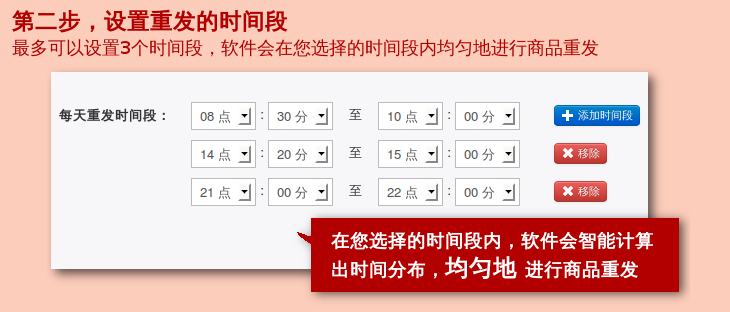 第二步，设置重发的时间段
最多可以设置3个时间段，软件会在您选择的时间段内均匀地进行商品重发
每天重发时间段： 08 点 : 30 分 至 10 点 : 00 分 添加时间段
14 点 : 20 分 至 15 点 : 00 分 移除
21 点 : 00 分 至 22 点 : 00 分 移除
在您选择的时间段内，软件会智能计算
出时间分布，均匀地 进行商品重发